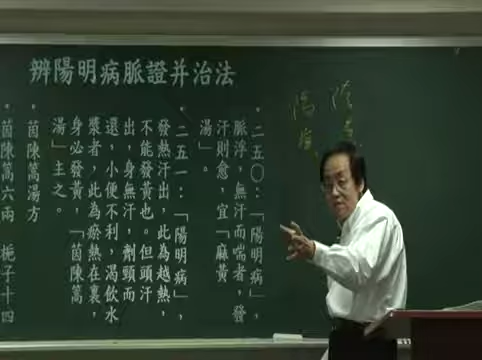 辨陽明病脈證并治法
• 二五〇：「陽明病」，
脈浮，無汗而喘者，發
汗則愈，宜「麻黃
湯」。
• 二五一：「陽明病」，
發熱汗出，此為越熱，
不能發黃也。但頭汗
出，身無汗，劑頸而
還，小便不利，渴飲水
漿者，此為瘀熱在裏，
身必發黃，「茵陳蒿
湯」主之。
• 茵陳蒿湯方
• 茵陳蒿六兩　梔子十四
陰
陽